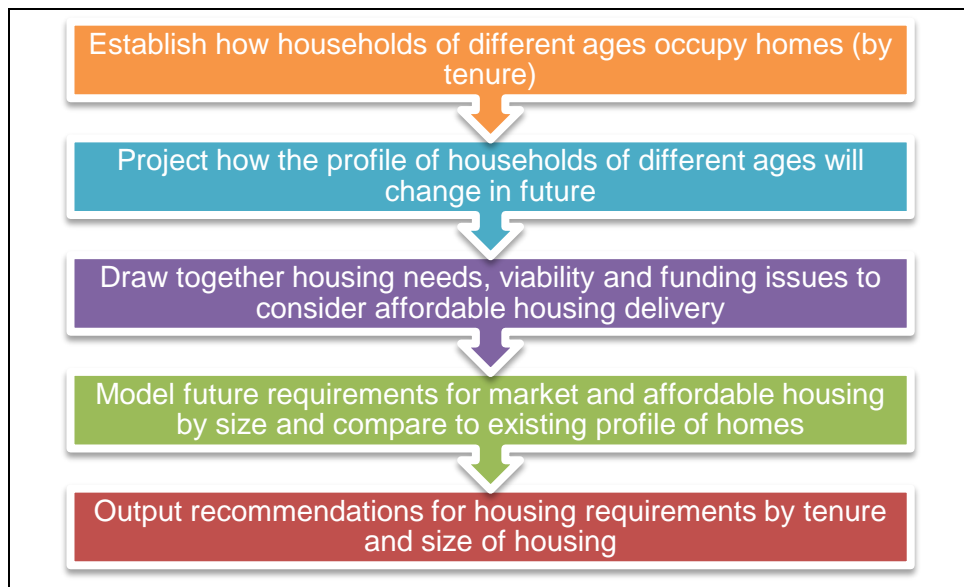 Establish how households of different ages occupy homes (by
tenure)
Project how the profile of households of different ages will
change in future
Draw together housing needs, viability and funding issues to
consider affordable housing delivery
Model future requirements for market and affordable housing
by size and compare to existing profile of homes
Output recommendations for housing requirements by tenure
and size of housing